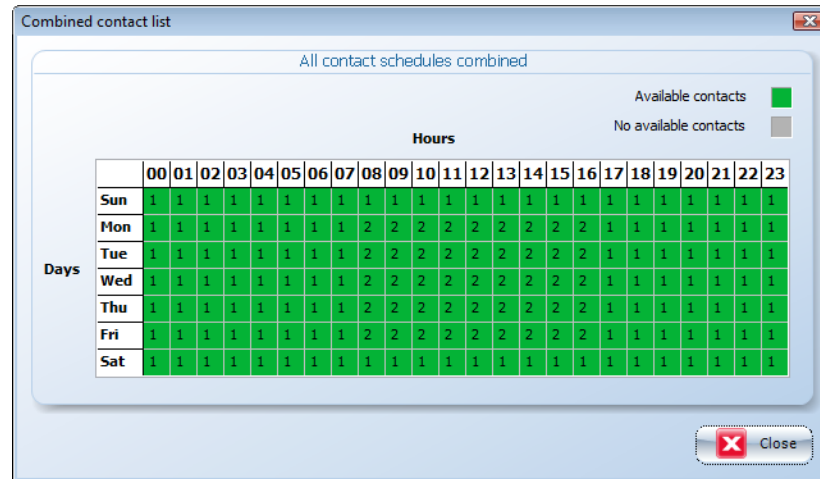 Combined contact list
All contact schedules combined
Available contacts
No available contacts
Hours
00 01 02 03 04 05 06 07 08 09 10 11 12 13 14 15 16 17 18 19 20 21 22 23
Sun 1 1 1 1 1 1 1 1 1 1 1 1 1 1 1 1 1 1 1 1 1 1 1 1
Mon 1 1 1 1 1 1 1 1 2 2 2 2 2 2 2 2 2 1 1 1 1 1 1 1
Tue 1 1 1 1 1 1 1 1 2 2 2 2 2 2 2 2 2 1 1 1 1 1 1 1
Days
Wed 1 1 1 1 1 1 1 1 2 2 2 2 2 2 2 2 2 1 1 1 1 1 1 1
Thu 1 1 1 1 1 1 1 1 2 2 2 2 2 2 2 2 2 1 1 1 1 1 1 1
Fri 1 1 1 1 1 1 1 1 2 2 2 2 2 2 2 2 2 1 1 1 1 1 1 1
Sat 1 1 1 1 1 1 1 1 1 1 1 1 1 1 1 1 1 1 1 1 1 1 1 1
Close